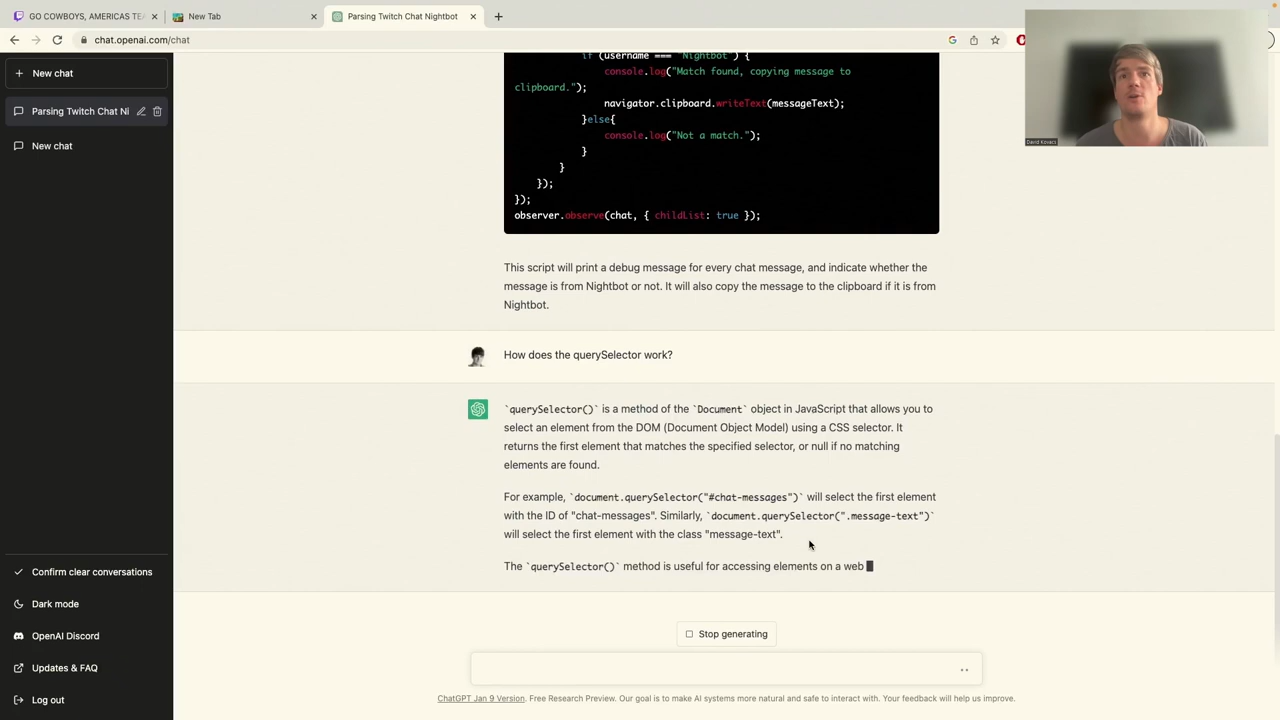 GO COWBOYS, AMERICAS TEA
New Tab
Parsing Twitch Chat Nightbot
chat.openai.com/chat
New chat
Parsing Twitch Chat Ni
New chat
if (username === "Nightbot") {
console.log("Match found, copying message to
clipboard.");
navigator.clipboard.writeText(messageText);
}else{
console.log("Not a match.");
}
}
});
});
observer.observe(chat, { childList: true });
David Kovacs
This script will print a debug message for every chat message, and indicate whether the
message is from Nightbot or not. It will also copy the message to the clipboard if it is from
Nightbot.
How does the querySelector work?
`querySelector()` is a method of the `Document` object in JavaScript that allows you to
select an element from the DOM (Document Object Model) using a CSS selector. It
returns the first element that matches the specified selector, or null if no matching
elements are found.
For example, `document.querySelector("#chat-messages")` will select the first element
with the ID of "chat-messages". Similarly, `document.querySelector(".message-text")`
will select the first element with the class "message-text".
The `querySelector()` method is useful for accessing elements on a web
Confirm clear conversations
Dark mode
OpenAI Discord
Updates & FAQ
Log out
Stop generating
ChatGPT Jan 9 Version. Free Research Preview. Our goal is to make AI systems more natural and safe to interact with. Your feedback will help us improve.